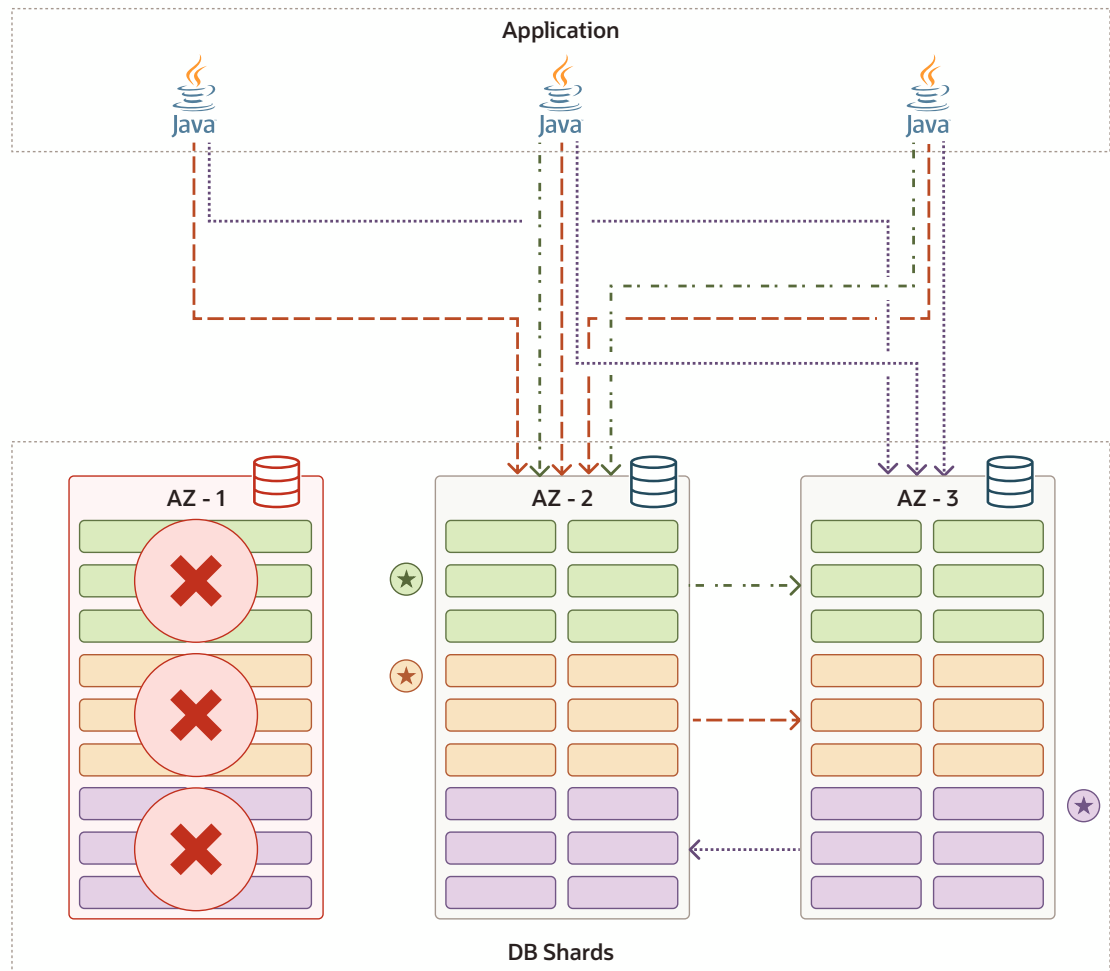 Application
Java
Java
Java
AZ - 1
AZ - 2
AZ - 3
DB Shards